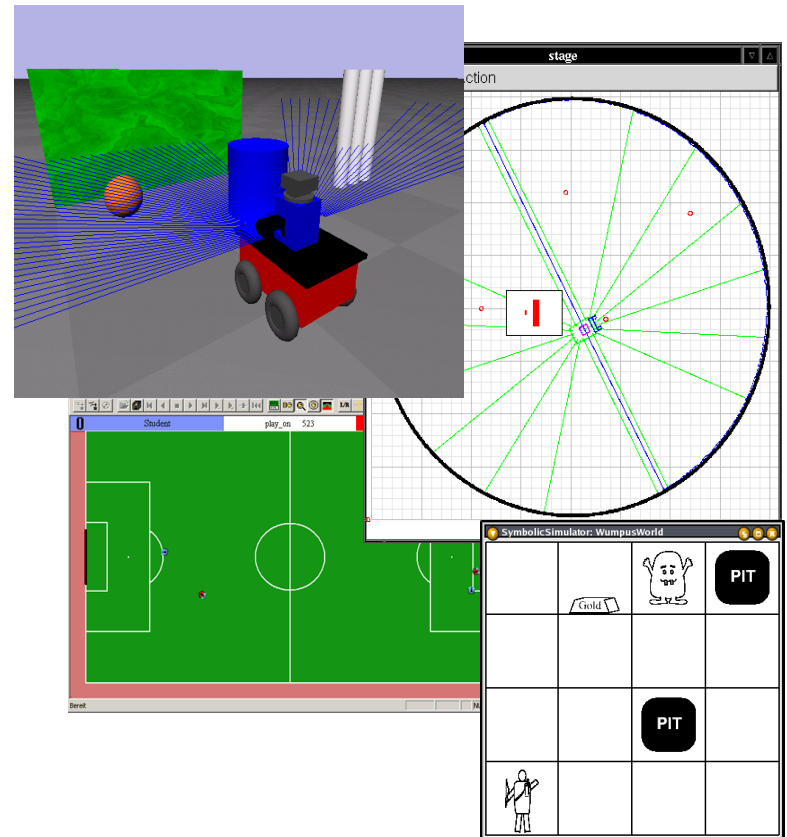 stage
ction
L/R
0 Student play_on 523
SymbolicSimulator: WumpusWorld
PIT
Gold
PIT
Bereit